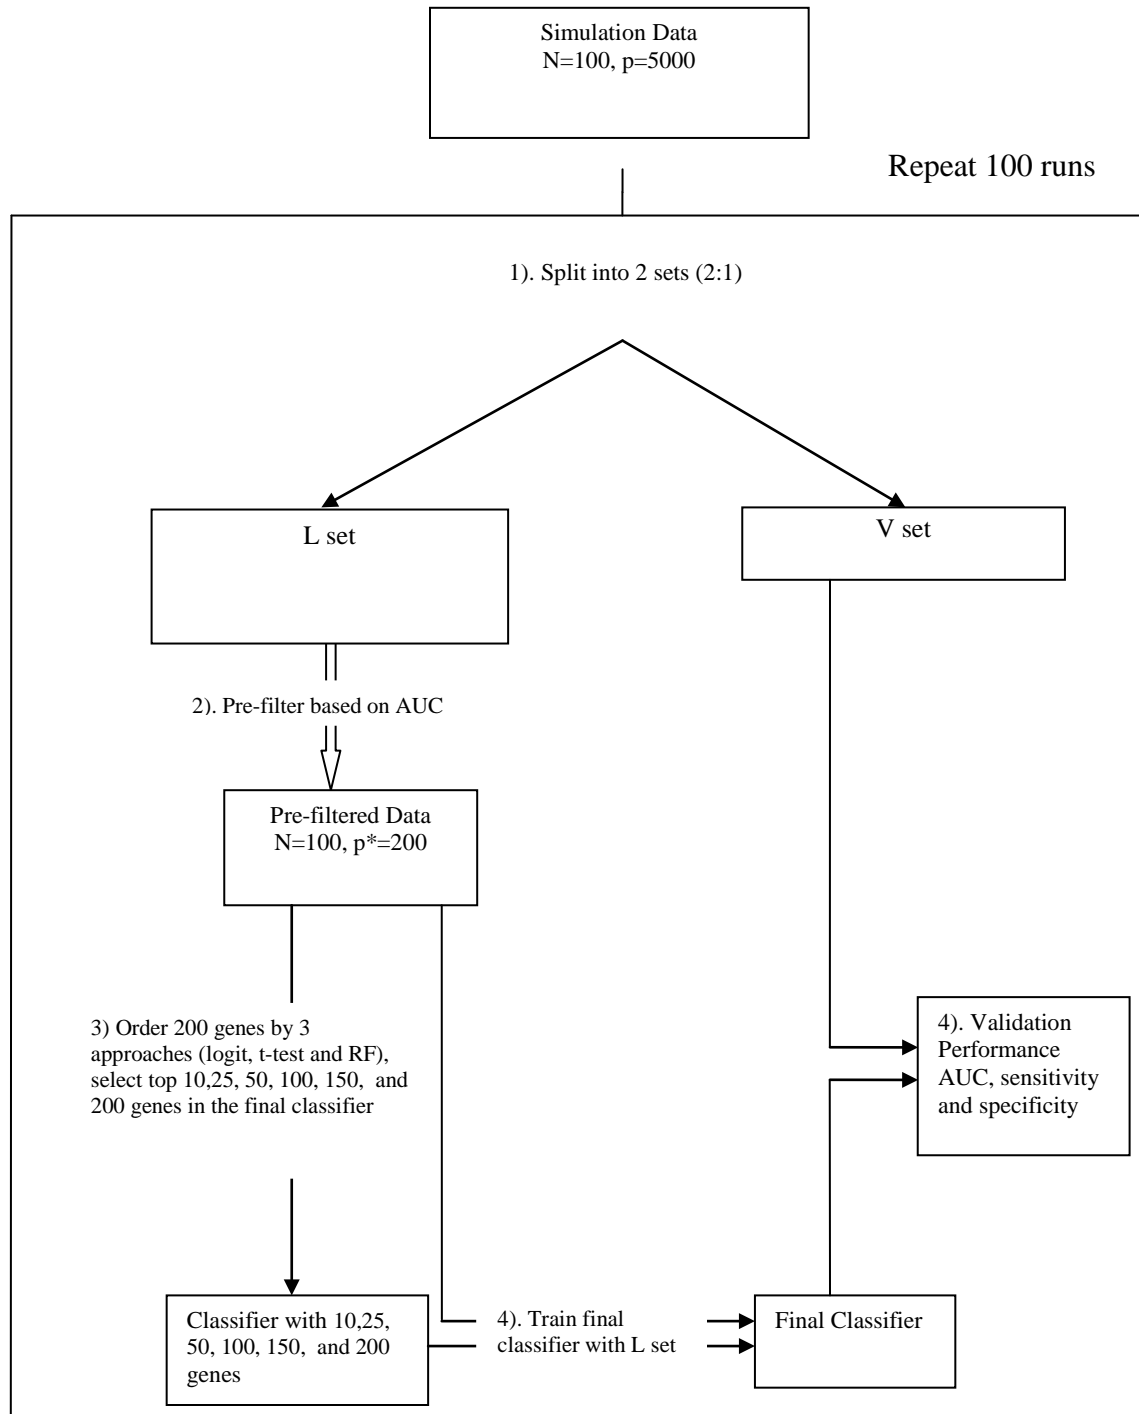 Simulation Data
N=100, p=5000
Repeat 100 runs
1). Split into 2 sets (2:1)
L set
V set
2). Pre-filter based on AUC
Pre-filtered Data
N=100, p*=200
3) Order 200 genes by 3
approaches (logit, t-test and RF),
select top 10,25, 50, 100, 150,  and
200 genes in the final classifier
4). Validation
Performance
AUC, sensitivity
and specificity
Classifier with 10,25,
50, 100, 150,  and 200
genes
4). Train final
classifier with L set
Final Classifier